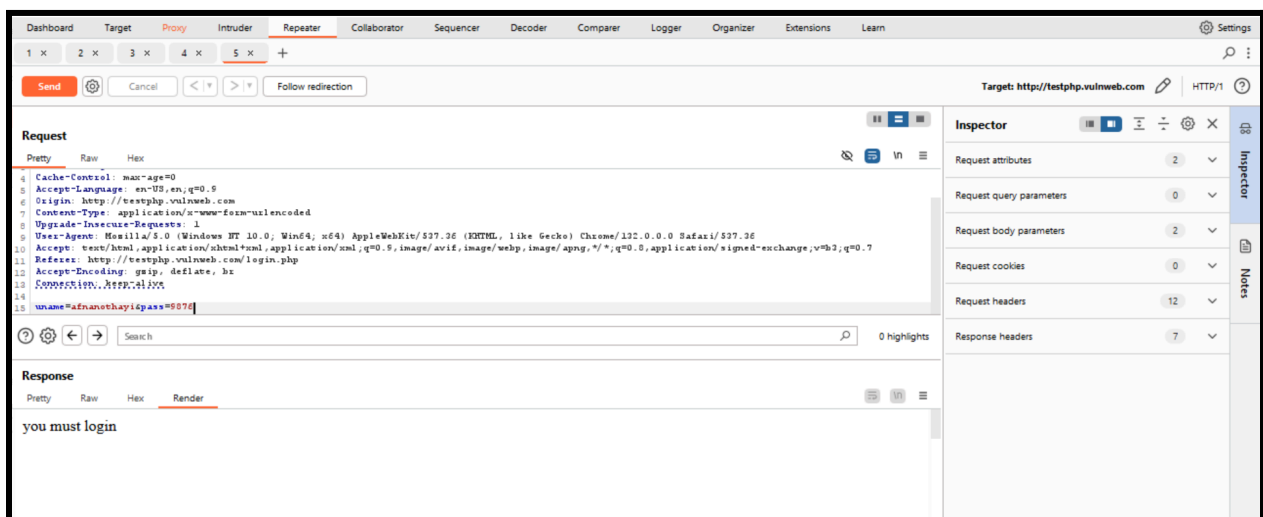 Dashboard Target Proxy Intruder Repeater Collaborator Sequencer Decoder Comparer Logger Organizer Extensions Learn Settings
1 × 2 × 3 × 4 × 5 × +
Send Cancel < > Follow redirection Target: http://testphp.vulnweb.com HTTP/1
Request
Pretty Raw Hex \n
4 Cache-Control: max-age=0
5 Accept-Language: en-US,en;q=0.9
6 Origin: http://testphp.vulnweb.com
7 Content-Type: application/x-www-form-urlencoded
8 Upgrade-Insecure-Requests: 1
9 User-Agent: Mozilla/5.0 (Windows NT 10.0; Win64; x64) AppleWebKit/537.36 (KHTML, like Gecko) Chrome/132.0.0.0 Safari/537.36
10 Accept: text/html,application/xhtml+xml,application/xml;q=0.9,image/avif,image/webp,image/apng,*/*;q=0.8,application/signed-exchange;v=b3;q=0.7
11 Referer: http://testphp.vulnweb.com/login.php
12 Accept-Encoding: gzip, deflate, br
13 Connection: keep-alive
14
15 uname=afnanothayi&pass=9876
Search 0 highlights
Response
Pretty Raw Hex Render \n
you must login
Inspector
Request attributes 2
Request query parameters 0
Request body parameters 2
Request cookies 0
Request headers 12
Response headers 7
Inspector
Notes